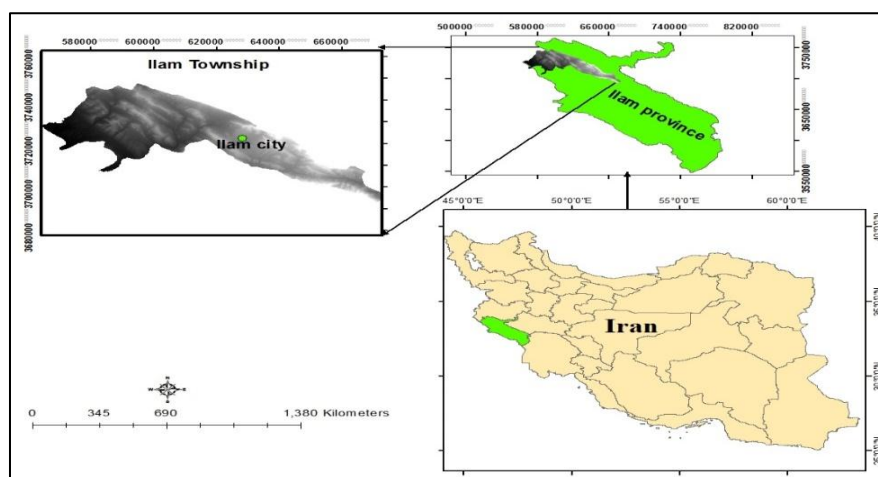 580000 600000 620000 640000 660000
Ilam Township
3760000
3740000
3720000
3700000
3680000
Ilam city
500000 580000 660000 740000 820000
3750000
3650000
3550000
Ilam province
45°0'0"E 50°0'0"E 55°0'0"E 60°0'0"E
Iran
N
W E
S
0 345 690 1,380 Kilometers